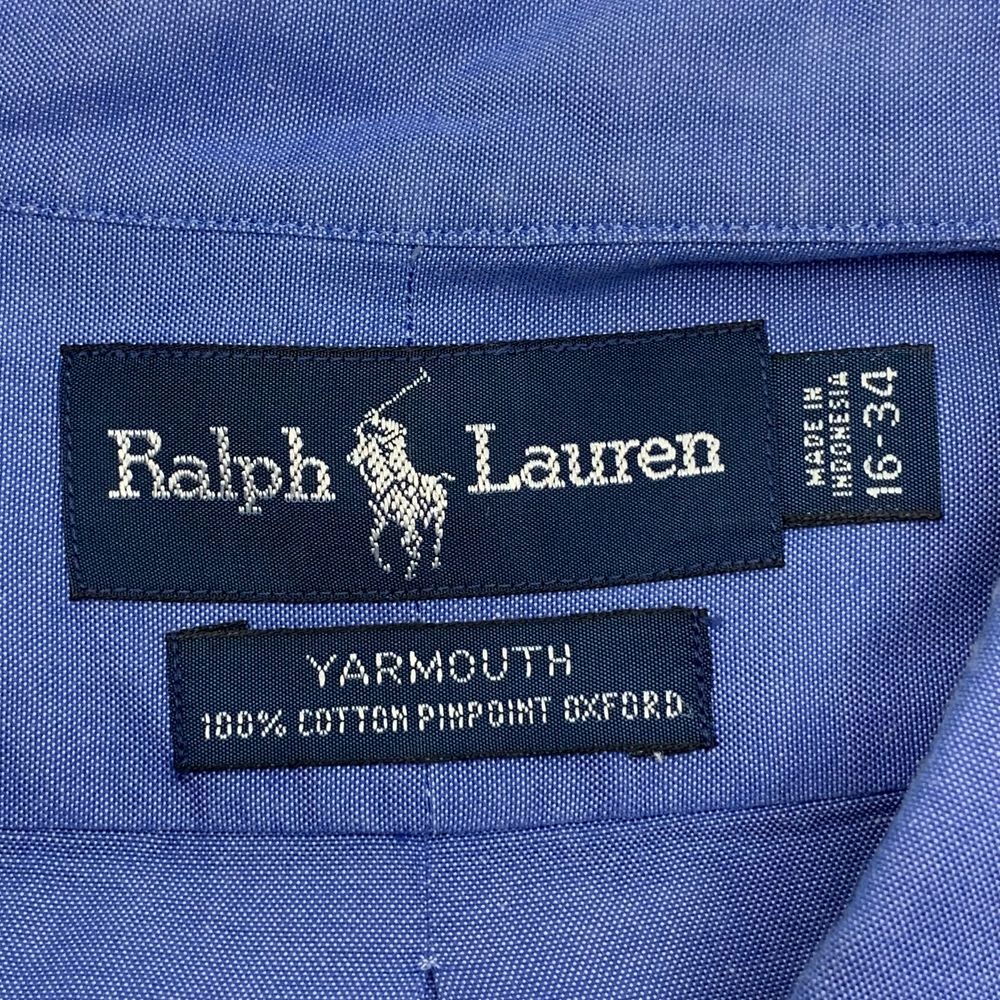 Ralph Lauren
MADE IN
INDONESIA
16-34
YARMOUTH
100% COTTON PINPOINT OXFORD